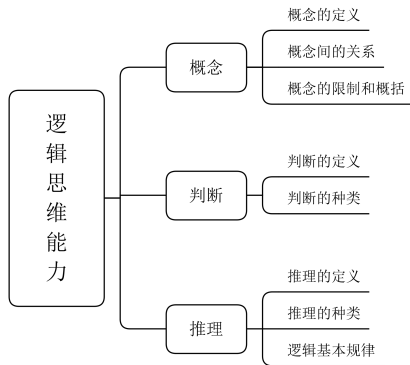 逻辑思维能力
概念
概念的定义
概念间的关系
概念的限制和概括
判断
判断的定义
判断的种类
推理
推理的定义
推理的种类
逻辑基本规律